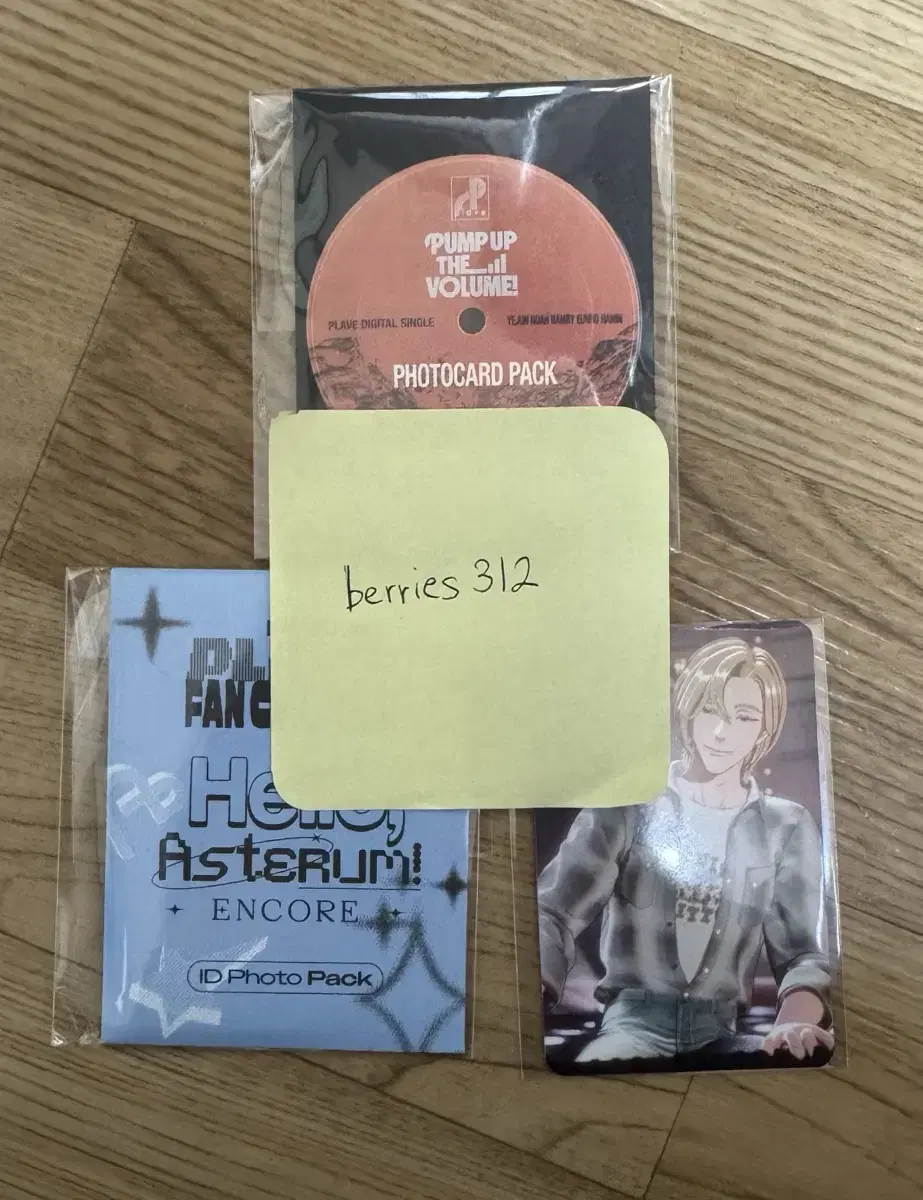 Plave
PUMP UP
THE
VOLUME!
PLAVE DIGITAL SINGLE
YEJUN NOAH BAMBY EUNHO HAMIN
PHOTOCARD PACK
berries 312
FAN
Hello,
Asterum!
ENCORE
ID Photo Pack